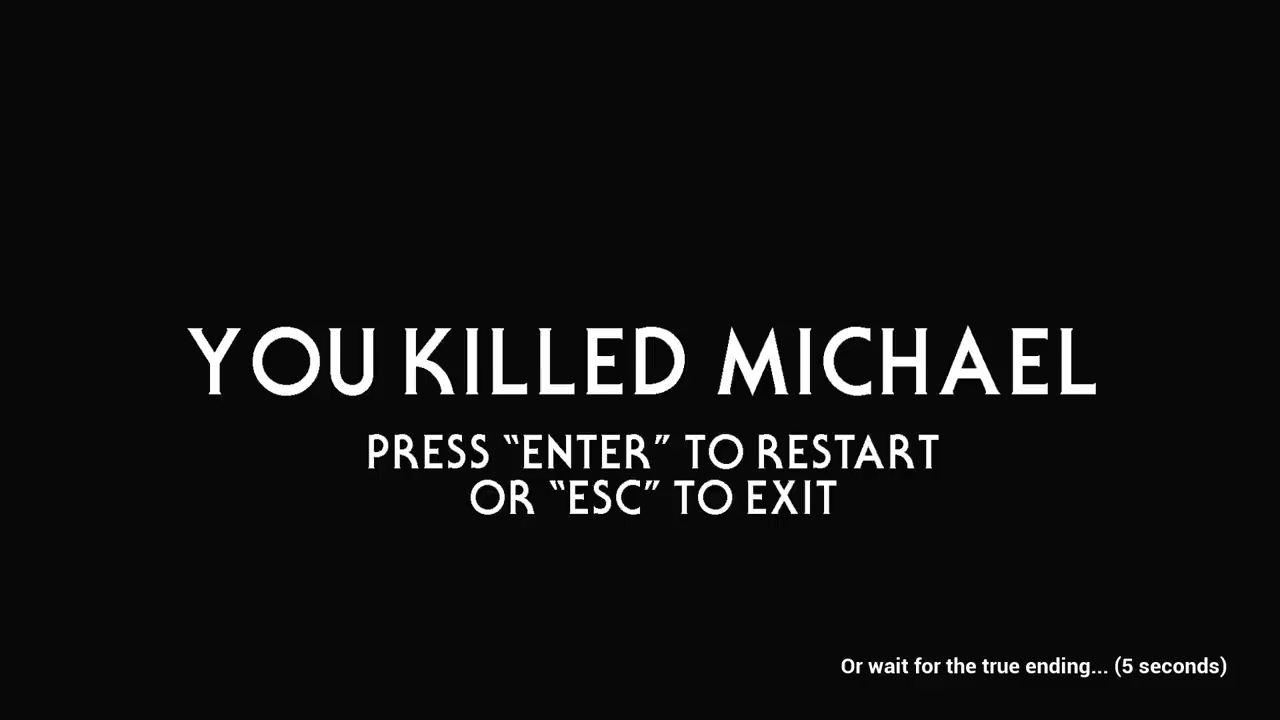 YOU KILLED MICHAEL
PRESS “ENTER” TO RESTART
OR “ESC” TO EXIT
Or wait for the true ending... (5 seconds)